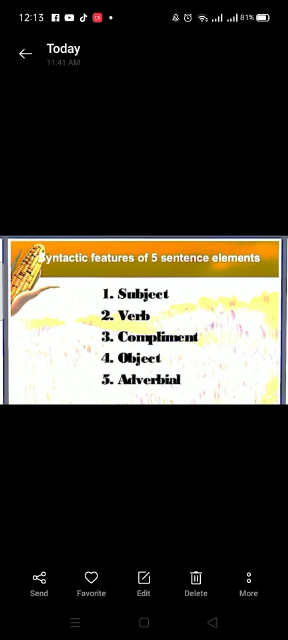 12:13
81%
Today
11:41 AM
Syntactic features of 5 sentence elements
1. Subject
2. Verb
3. Compliment
4. Object
5. Adverbial
Send Favorite Edit Delete More